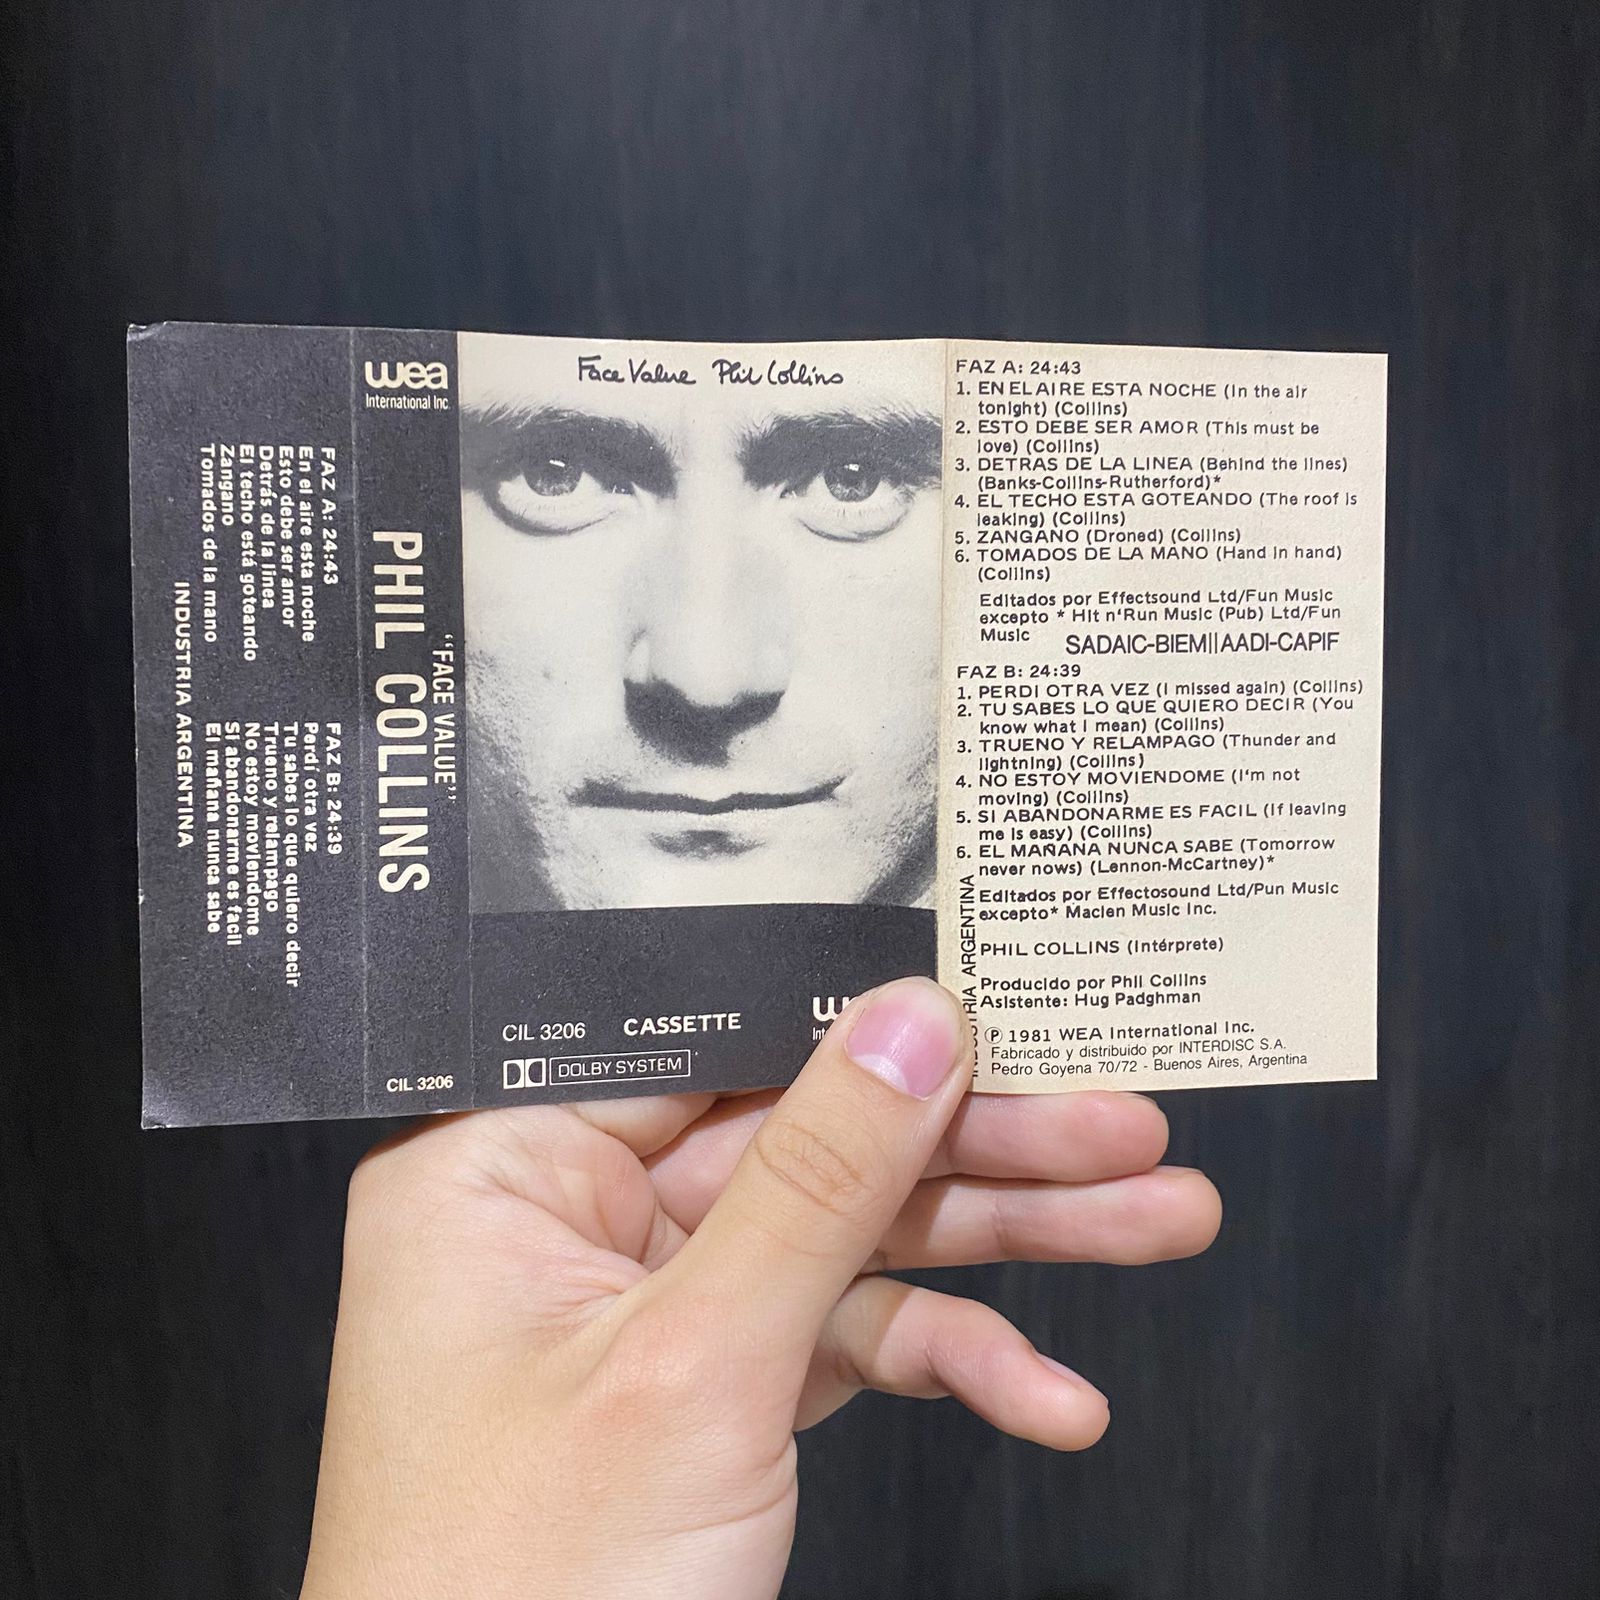 FAZ A: 24:43
En el aire esta noche
Esto debe ser amor
Detrás de la linea
El techo está goteando
Zangano
Tomados de la mano
FAZ B: 24:39
Perdí otra vez
Tu sabes lo que quiero decir
Trueno y relampago
No estoy moviendome
Si abandonarme es facil
El mañana nunca sabe
INDUSTRIA ARGENTINA
wea
International Inc.
"FACE VALUE"
PHIL COLLINS
CIL 3206
Face Value Phil Collins
CIL 3206 CASSETTE
DOLBY SYSTEM
FAZ A: 24:43
1. EN EL AIRE ESTA NOCHE (In the air
tonight) (Collins)
2. ESTO DEBE SER AMOR (This must be
love) (Collins)
3. DETRAS DE LA LINEA (Behind the lines)
(Banks-Collins-Rutherford)*
4. EL TECHO ESTA GOTEANDO (The roof is
leaking) (Collins)
5. ZANGANO (Droned) (Collins)
6. TOMADOS DE LA MANO (Hand in hand)
(Collins)
Editados por Effectsound Ltd/Fun Music
excepto * Hit n'Run Music (Pub) Ltd/Fun
Music
SADAIC-BIEM||AADI-CAPIF
FAZ B: 24:39
1. PERDI OTRA VEZ (I missed again) (Collins)
2. TU SABES LO QUE QUIERO DECIR (You
know what I mean) (Collins)
3. TRUENO Y RELAMPAGO (Thunder and
lightning) (Collins)
4. NO ESTOY MOVIENDOME (I'm not
moving) (Collins)
5. SI ABANDONARME ES FACIL (If leaving
me is easy) (Collins)
6. EL MAÑANA NUNCA SABE (Tomorrow
never nows) (Lennon-McCartney)*
Editados por Effectosound Ltd/Pun Music
excepto* Maclen Music Inc.
PHIL COLLINS (Intérprete)
Producido por Phil Collins
Asistente: Hug Padghman
Ⓟ 1981 WEA International Inc.
Fabricado y distribuido por INTERDISC S.A.
Pedro Goyena 70/72 - Buenos Aires, Argentina
INDUSTRIA ARGENTINA